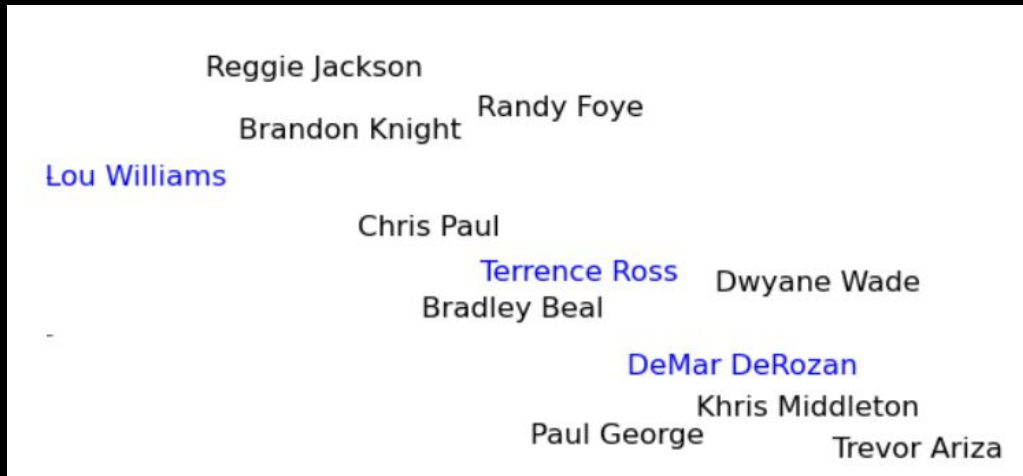 Reggie Jackson
Randy Foye
Brandon Knight
Lou Williams
Chris Paul
Terrence Ross
Dwyane Wade
Bradley Beal
DeMar DeRozan
Khris Middleton
Paul George
Trevor Ariza